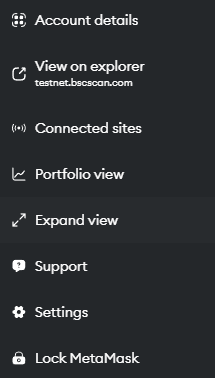 Account details
View on explorer
testnet.bscscan.com
Connected sites
Portfolio view
Expand view
Support
Settings
Lock MetaMask